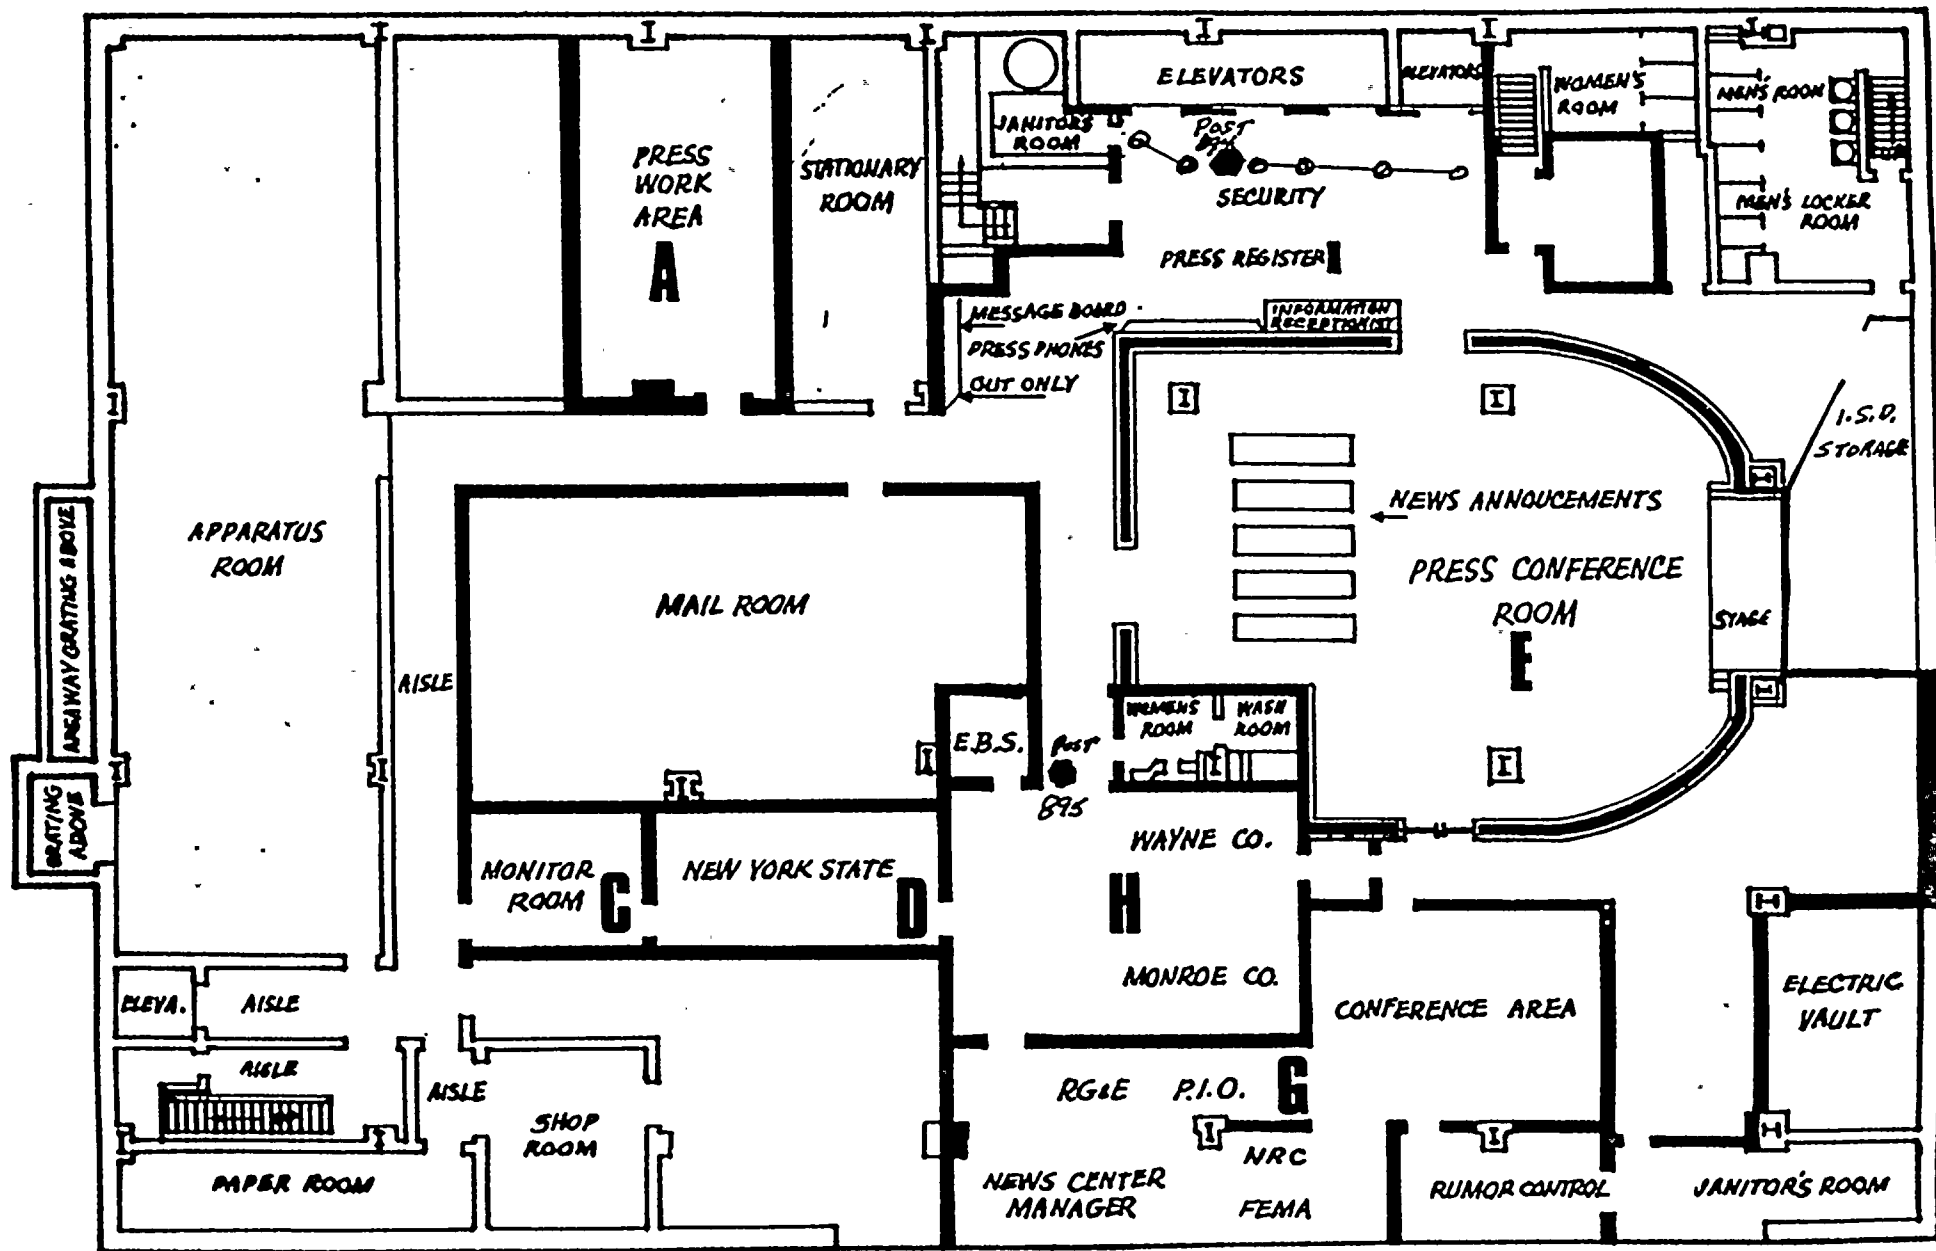 ELEVATORS
ELEVATORS
WOMEN'S
ROOM
MEN'S ROOM
JANITORS
ROOM
POST
SECURITY
PRESS
WORK
AREA
A
STATIONARY
ROOM
MEN'S LOCKER
ROOM
PRESS REGISTER
MESSAGE BOARD
INFORMATION
RECEPTIONIST
PRESS PHONES
OUT ONLY
I.S.D.
STORAGE
NEWS ANNOUCEMENTS
PRESS CONFERENCE
ROOM
E
STAGE
APPARATUS
ROOM
AREAWAY GRATING ABOVE
MAIL ROOM
AISLE
WOMENS
ROOM
WASH
ROOM
E.B.S.
POST
895
GRATING
ABOVE
WAYNE CO.
MONITOR
ROOM
C
NEW YORK STATE
D
H
MONROE CO.
ELEVA.
AISLE
CONFERENCE AREA
ELECTRIC
VAULT
AISLE
AISLE
RG&E P.I.O.
G
SHOP
ROOM
NRC
PAPER ROOM
NEWS CENTER
MANAGER
FEMA
RUMOR CONTROL
JANITOR'S ROOM